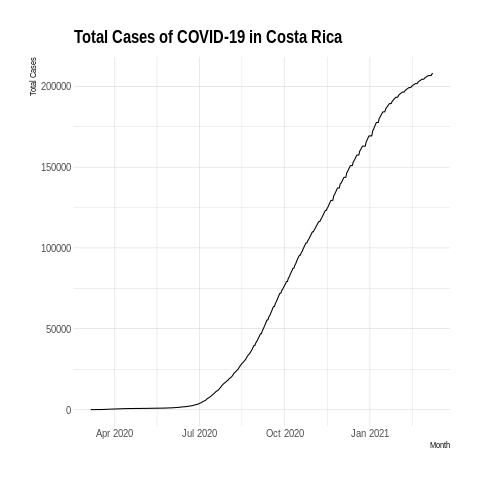 Total Cases of COVID-19 in Costa Rica
Total Cases
200000
150000
100000
50000
0
Apr 2020 Jul 2020 Oct 2020 Jan 2021
Month